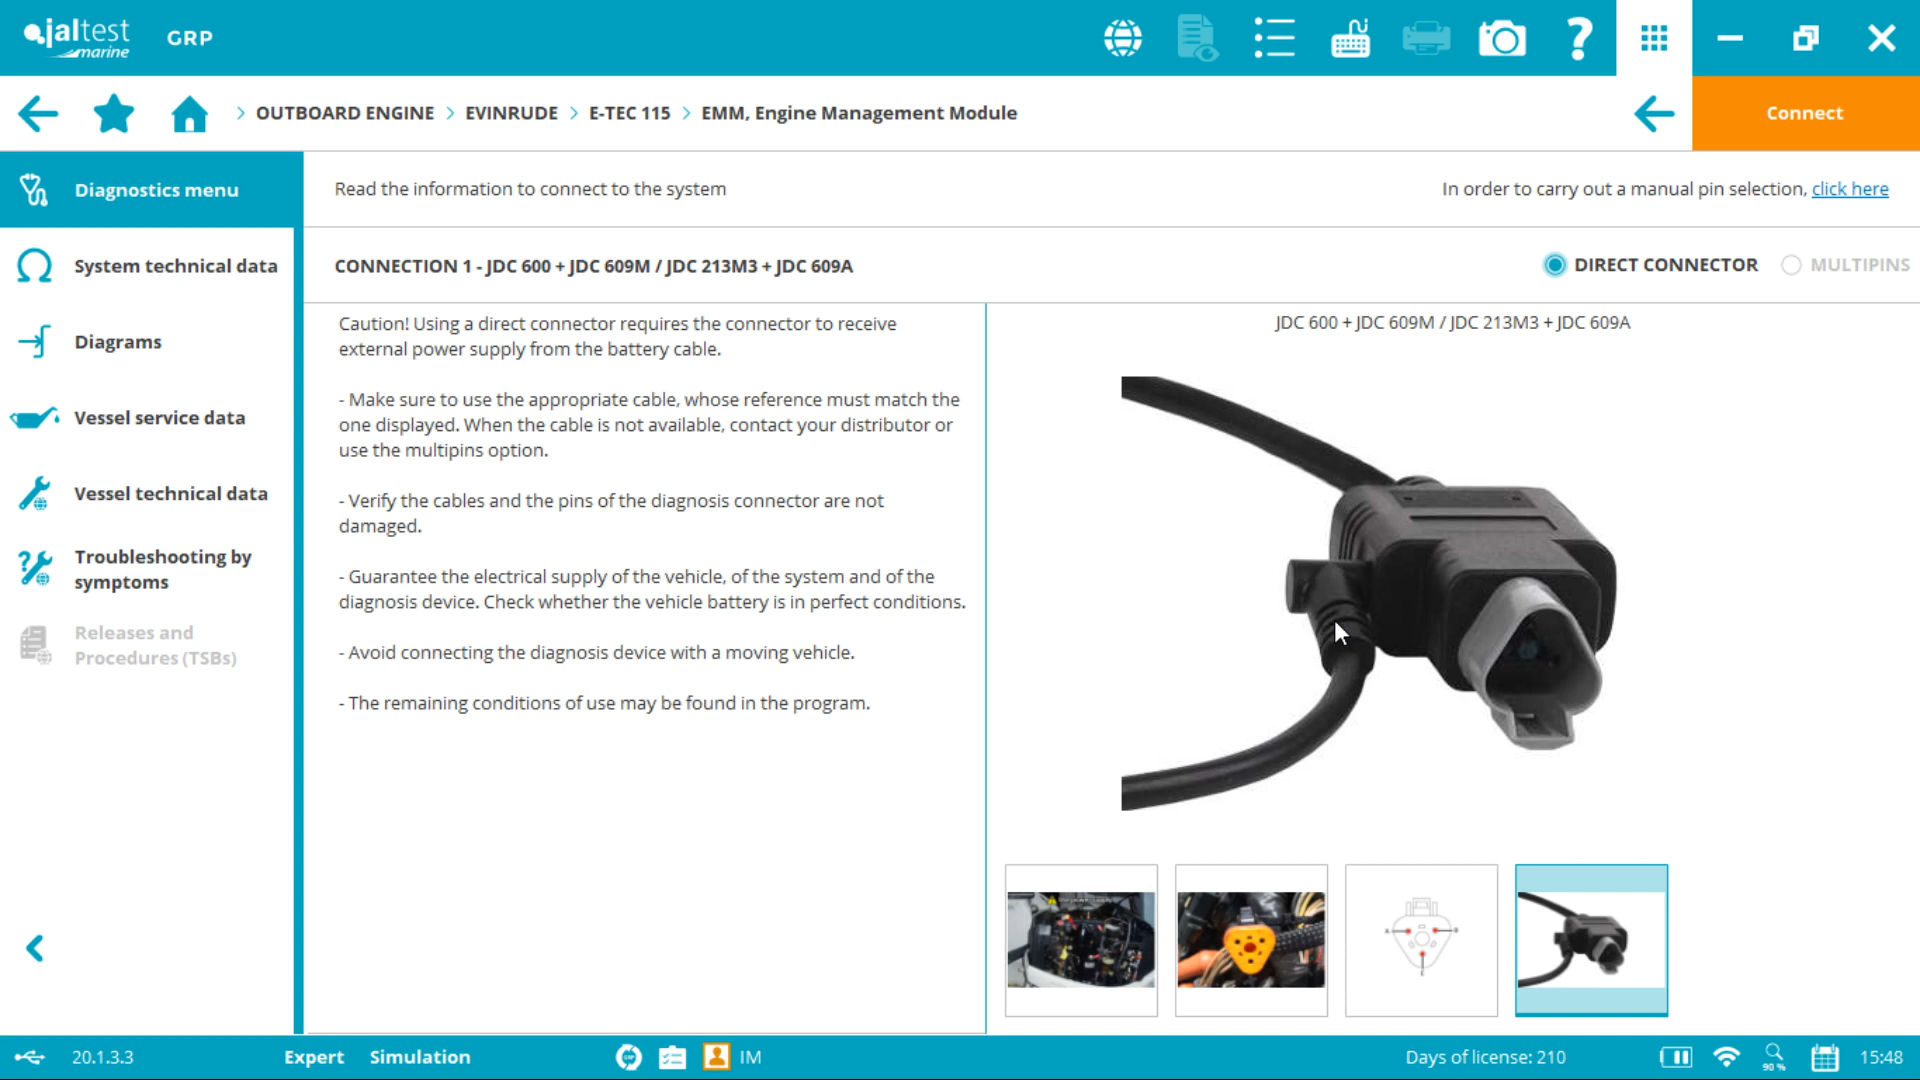 jaltest
marine
GRP
OUTBOARD ENGINE > EVINRUDE > E-TEC 115 > EMM, Engine Management Module
Connect
Diagnostics menu
Read the information to connect to the system
In order to carry out a manual pin selection, click here
System technical data
CONNECTION 1 - JDC 600 + JDC 609M / JDC 213M3 + JDC 609A
DIRECT CONNECTOR
MULTIPINS
Diagrams
Vessel service data
Vessel technical data
Troubleshooting by
symptoms
Releases and
Procedures (TSBs)
Caution! Using a direct connector requires the connector to receive
external power supply from the battery cable.
- Make sure to use the appropriate cable, whose reference must match the
one displayed. When the cable is not available, contact your distributor or
use the multipins option.
- Verify the cables and the pins of the diagnosis connector are not
damaged.
- Guarantee the electrical supply of the vehicle, of the system and of the
diagnosis device. Check whether the vehicle battery is in perfect conditions.
- Avoid connecting the diagnosis device with a moving vehicle.
- The remaining conditions of use may be found in the program.
JDC 600 + JDC 609M / JDC 213M3 + JDC 609A
20.1.3.3
Expert
Simulation
IM
Days of license: 210
90 %
15:48